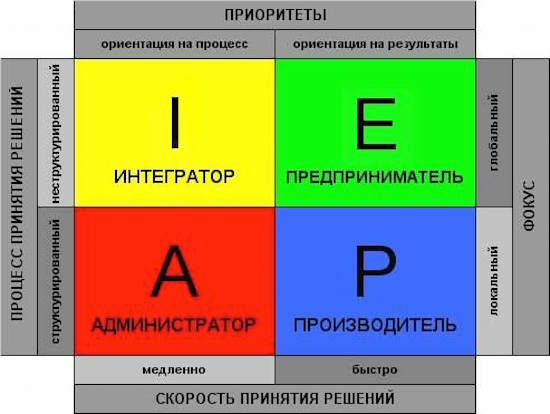 ПРИОРИТЕТЫ
ориентация на процесс
ориентация на результаты
ПРОЦЕСС ПРИНЯТИЯ РЕШЕНИЙ
неструктурированный
I
ИНТЕГРАТОР
E
ПРЕДПРИНИМАТЕЛЬ
глобальный
ФОКУС
структурированный
A
АДМИНИСТРАТОР
P
ПРОИЗВОДИТЕЛЬ
локальный
медленно
быстро
СКОРОСТЬ ПРИНЯТИЯ РЕШЕНИЙ